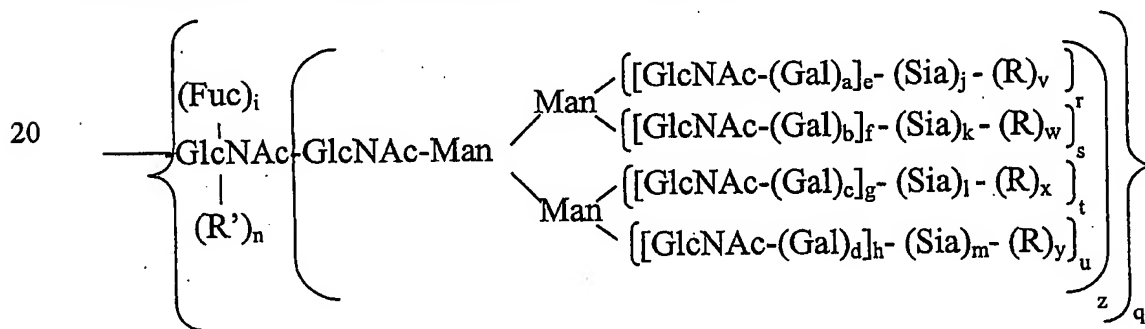 (Fuc)i
{[GlcNAc-(Gal)a]e- (Sia)j - (R)v}r
Man
20
{[GlcNAc-(Gal)b]f- (Sia)k - (R)w}s
GlcNAc-(GlcNAc-Man
{[GlcNAc-(Gal)c]g- (Sia)l - (R)x}t
Man
(R')n
{[GlcNAc-(Gal)d]h- (Sia)m - (R)y}u
)z
}q